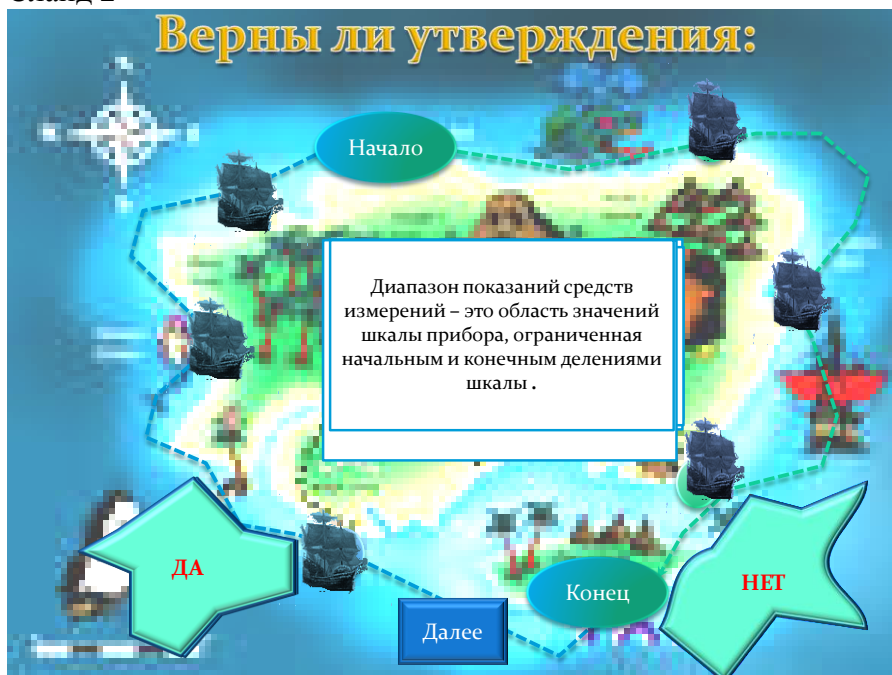 Верны ли утверждения:
Начало
Диапазон показаний средств
измерений – это область значений
шкалы прибора, ограниченная
начальным и конечным делениями
шкалы .
ДА
НЕТ
Конец
Далее